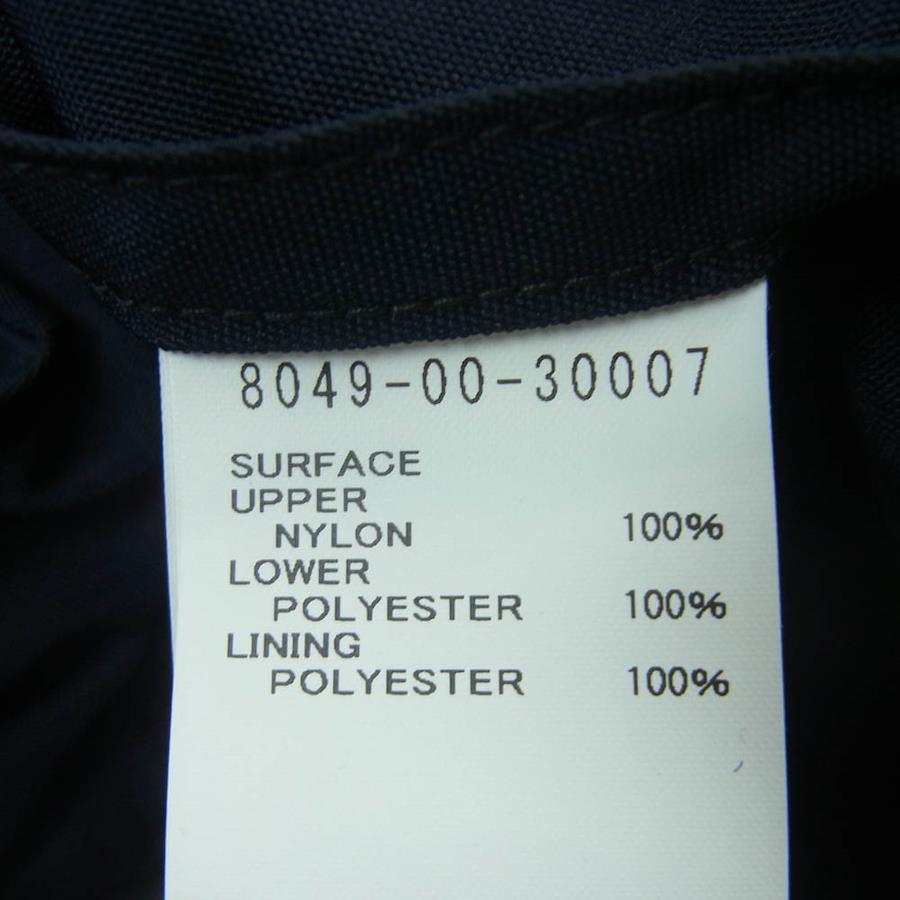 8049-00-30007
SURFACE
UPPER
NYLON 100%
LOWER
POLYESTER 100%
LINING
POLYESTER 100%